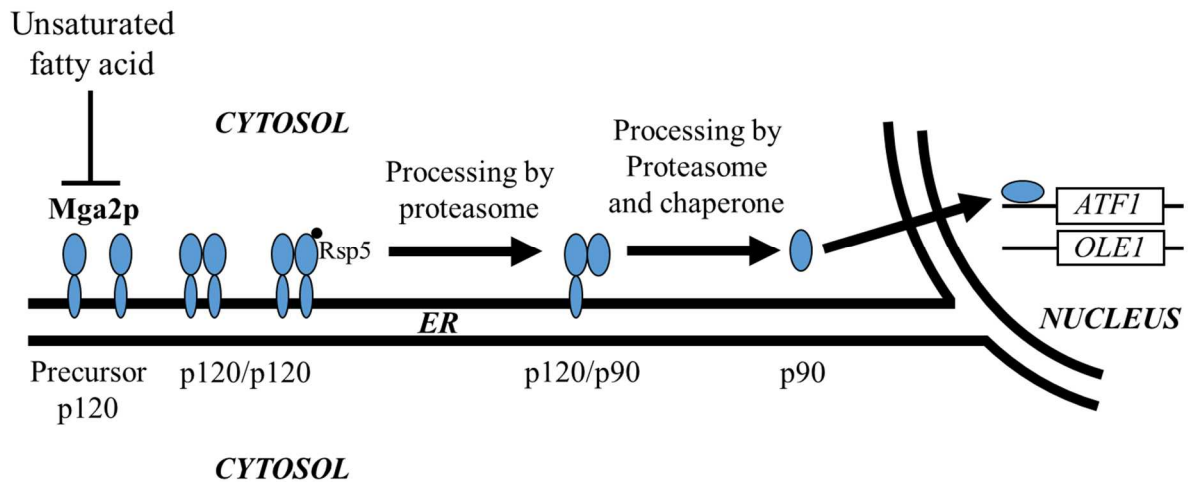 Unsaturated
fatty acid
CYTOSOL
Mga2p
Rsp5
Processing by
proteasome
Processing by
Proteasome
and chaperone
ATF1
OLE1
NUCLEUS
ER
Precursor
p120
p120/p120
p120/p90
p90
CYTOSOL